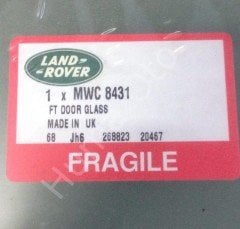 LAND-
-ROVER
1 x MWC 8431
FT DOOR GLASS
MADE IN UK
68 Jh6 268823 20467
FRAGILE